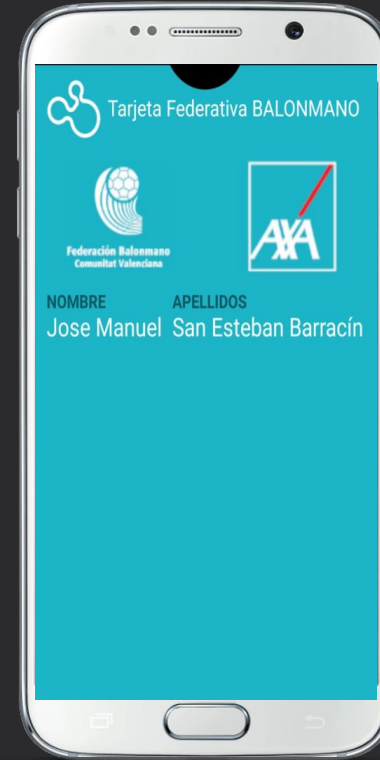 Tarjeta Federativa BALONMANO
Federación Balonmano
Comunitat Valenciana
AXA
NOMBRE APELLIDOS
Jose Manuel San Esteban Barracín